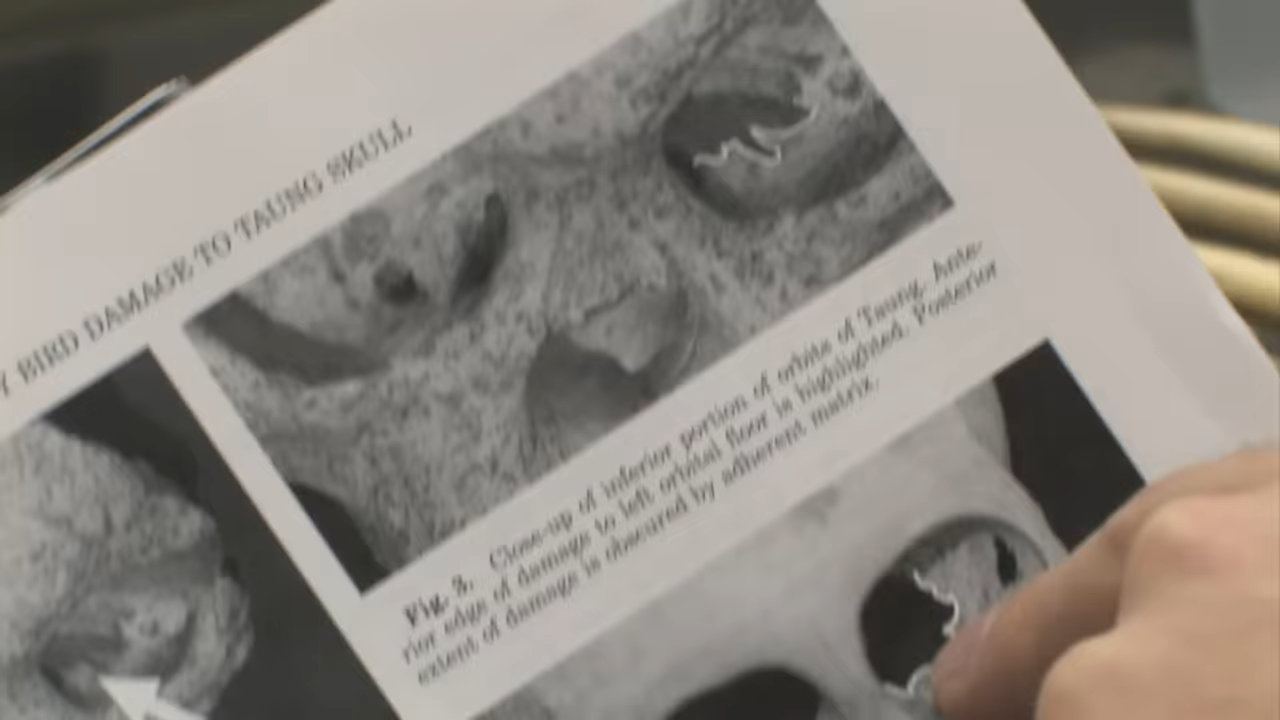 Y BIRD DAMAGE TO TAUNG SKULL
Fig. 3. Close-up of inferior portion of orbits of Taung. Ante-
rior edge of damage to left orbital floor is highlighted. Posterior
extent of damage is obscured by adherent matrix.